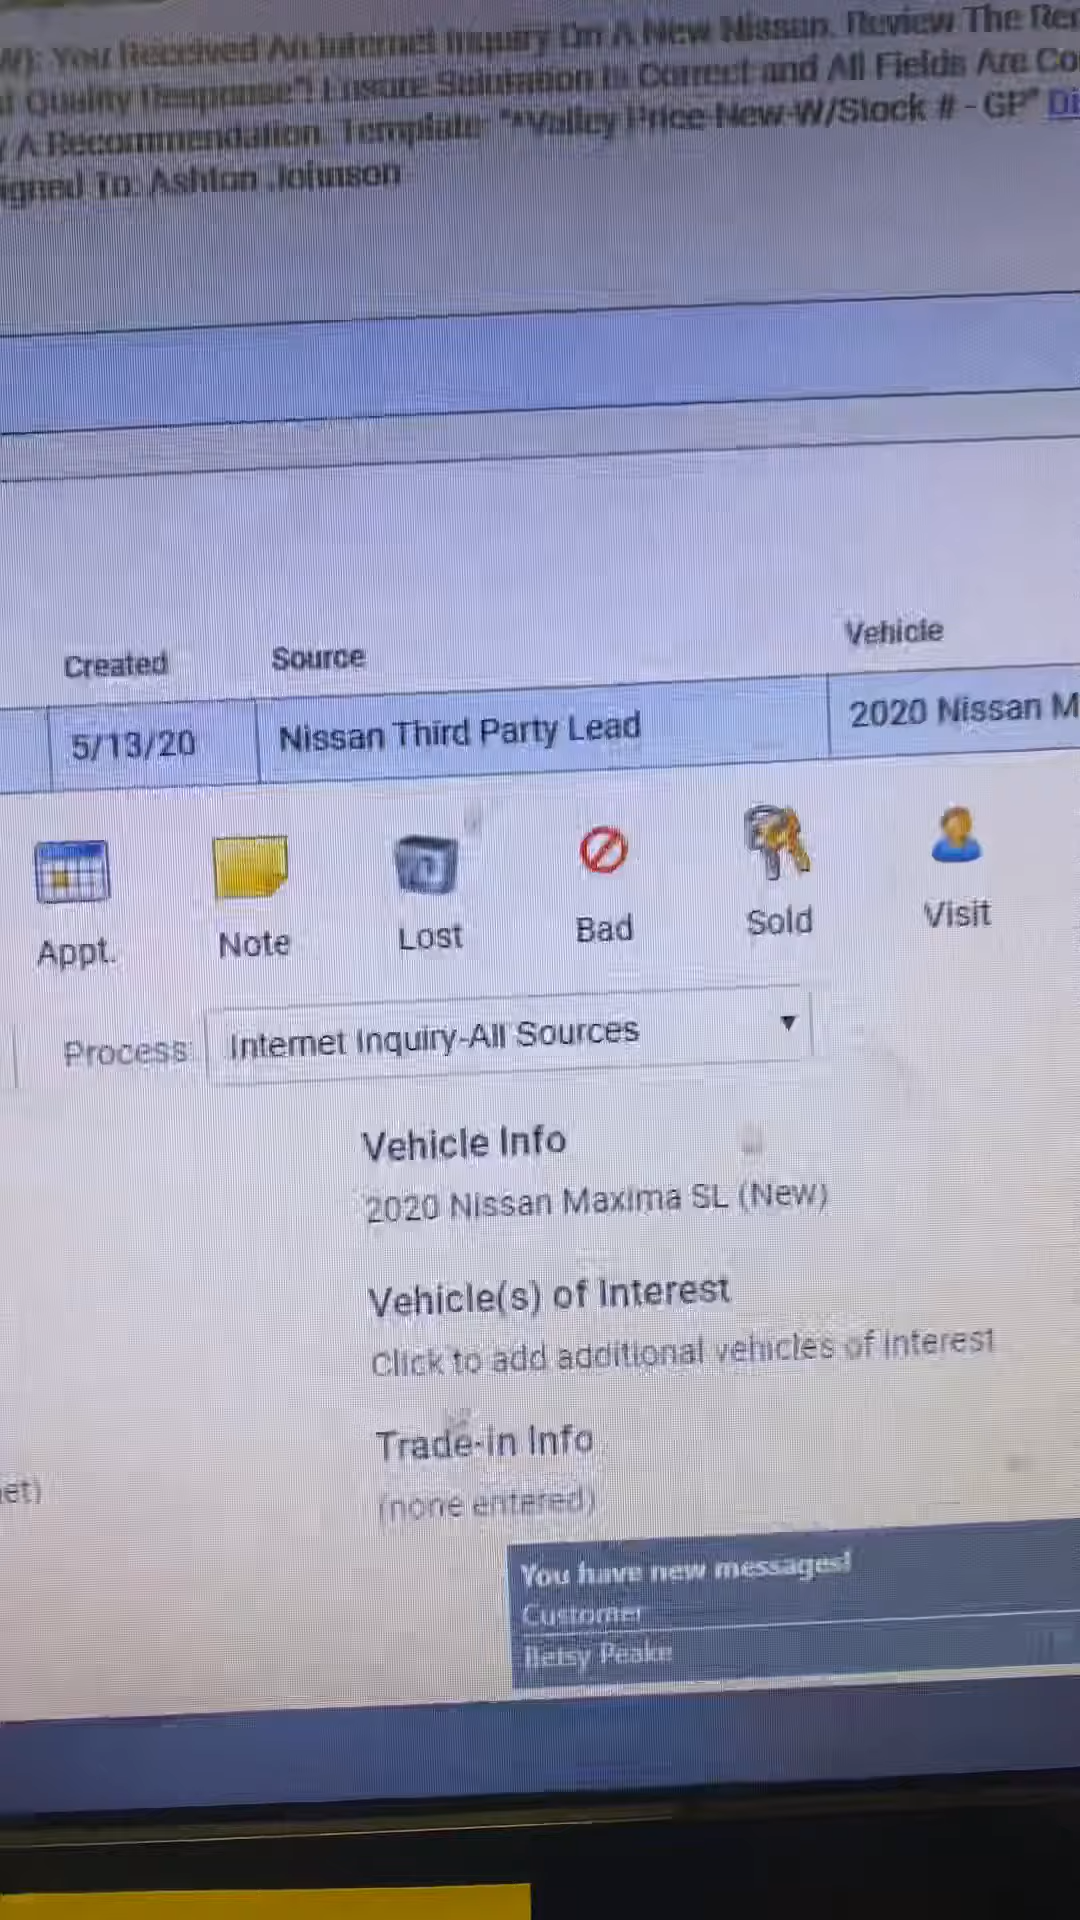 W): You Received An Internet Inquiry On A New Nissan. Review The
Quality Response"! Ensure Salutation Is Correct and All Fields Are Co
A Recommendation. Template: "*Valley Price New W/Stock # - GP" Di
igned To: Ashton Johnson
Created Source Vehicle
5/13/20 Nissan Third Party Lead 2020 Nissan M
Appt. Note Lost Bad Sold Visit
Process Internet Inquiry-All Sources
Vehicle Info
2020 Nissan Maxima SL (New)
Vehicle(s) of Interest
Click to add additional vehicles of interest
Trade-in Info
(none entered)
et)
You have new messages!
Customer
Betsy Peake